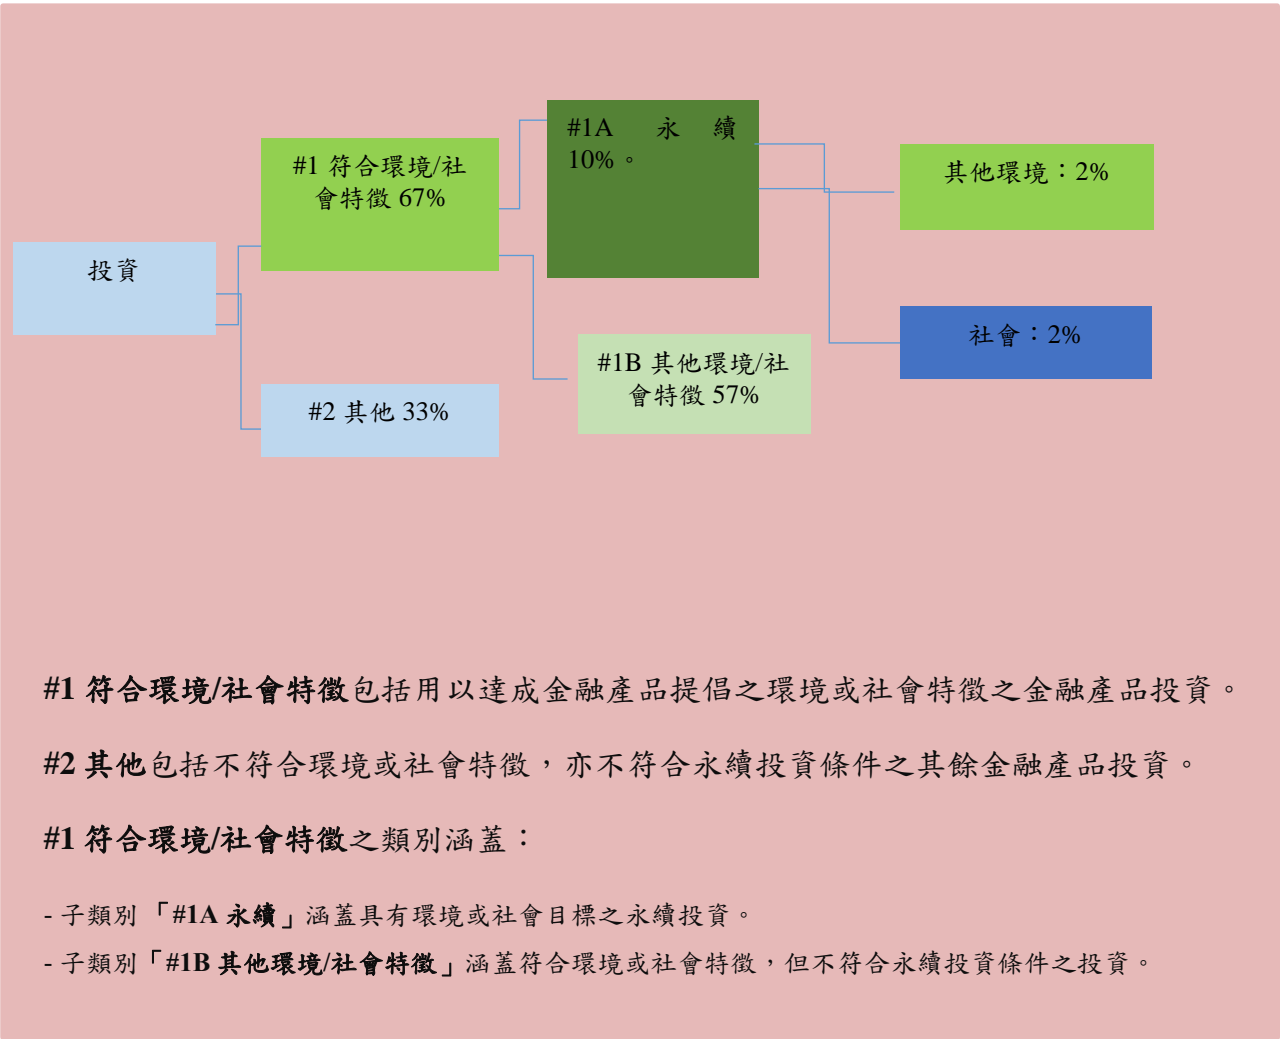 #1A 永續
10%。
#1 符合環境/社
會特徵 67%
其他環境：2%
投資
社會：2%
#1B 其他環境/社
會特徵 57%
#2 其他 33%
#1 符合環境/社會特徵包括用以達成金融產品提倡之環境或社會特徵之金融產品投資。
#2 其他包括不符合環境或社會特徵，亦不符合永續投資條件之其餘金融產品投資。
#1 符合環境/社會特徵之類別涵蓋：
- 子類別「#1A 永續」涵蓋具有環境或社會目標之永續投資。
- 子類別「#1B 其他環境/社會特徵」涵蓋符合環境或社會特徵，但不符合永續投資條件之投資。